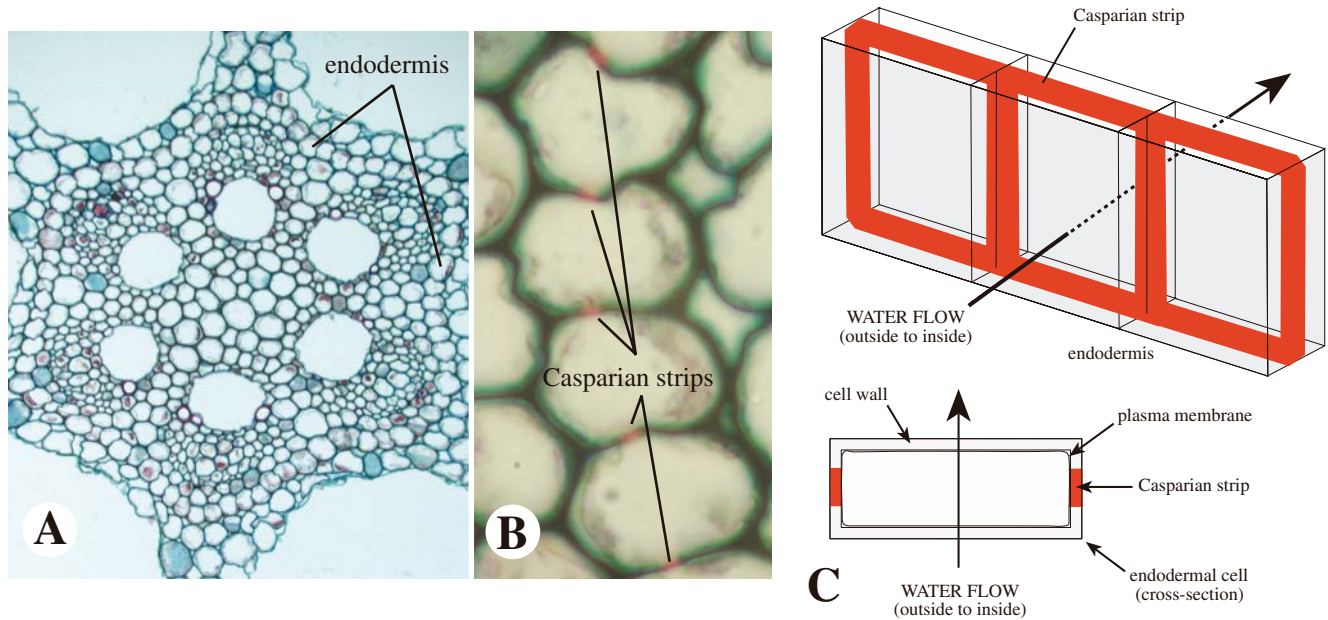 endodermis
A
Casparian strips
B
Casparian strip
WATER FLOW
(outside to inside)
endodermis
cell wall
plasma membrane
Casparian strip
endodermal cell
(cross-section)
WATER FLOW
(outside to inside)
C